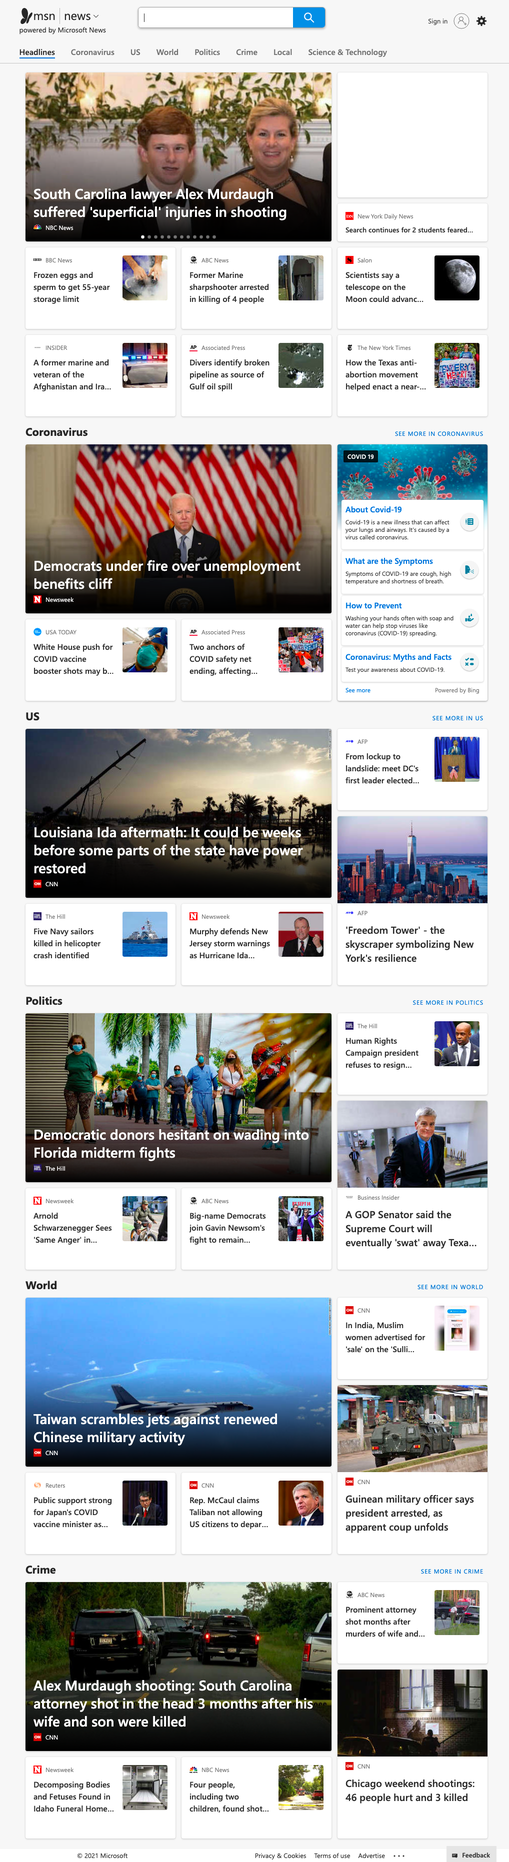 msn | news
powered by Microsoft News
Sign in
Headlines
Coronavirus
US
World
Politics
Crime
Local
Science & Technology
South Carolina lawyer Alex Murdaugh
suffered 'superficial' injuries in shooting
NBC News
New York Daily News
Search continues for 2 students feared...
BBC News
Frozen eggs and
sperm to get 55-year
storage limit
ABC News
Former Marine
sharpshooter arrested
in killing of 4 people
Salon
Scientists say a
telescope on the
Moon could advanc...
INSIDER
A former marine and
veteran of the
Afghanistan and Ira...
Associated Press
Divers identify broken
pipeline as source of
Gulf oil spill
The New York Times
How the Texas anti-
abortion movement
helped enact a near-...
Coronavirus
SEE MORE IN CORONAVIRUS
Democrats under fire over unemployment
benefits cliff
Newsweek
COVID 19
About Covid-19
Covid-19 is a new illness that can affect
your lungs and airways. It's caused by a
virus called coronavirus.
What are the Symptoms
Symptoms of COVID-19 are cough, high
temperature and shortness of breath.
How to Prevent
Washing your hands often with soap and
water can help stop viruses like
coronavirus (COVID-19) spreading.
Coronavirus: Myths and Facts
Test your awareness about COVID-19.
See more
Powered by Bing
USA TODAY
White House push for
COVID vaccine
booster shots may b...
Associated Press
Two anchors of
COVID safety net
ending, affecting...
US
SEE MORE IN US
Louisiana Ida aftermath: It could be weeks
before some parts of the state have power
restored
CNN
AFP
From lockup to
landslide: meet DC's
first leader elected...
AFP
'Freedom Tower' - the
skyscraper symbolizing New
York's resilience
The Hill
Five Navy sailors
killed in helicopter
crash identified
Newsweek
Murphy defends New
Jersey storm warnings
as Hurricane Ida...
Politics
SEE MORE IN POLITICS
Democratic donors hesitant on wading into
Florida midterm fights
The Hill
The Hill
Human Rights
Campaign president
refuses to resign...
Business Insider
A GOP Senator said the
Supreme Court will
eventually 'swat' away Texa...
Newsweek
Arnold
Schwarzenegger Sees
'Same Anger' in...
ABC News
Big-name Democrats
join Gavin Newsom's
fight to remain...
World
SEE MORE IN WORLD
Taiwan scrambles jets against renewed
Chinese military activity
CNN
CNN
In India, Muslim
women advertised for
'sale' on the 'Sulli...
CNN
Guinean military officer says
president arrested, as
apparent coup unfolds
Reuters
Public support strong
for Japan's COVID
vaccine minister as...
CNN
Rep. McCaul claims
Taliban not allowing
US citizens to depar...
Crime
SEE MORE IN CRIME
Alex Murdaugh shooting: South Carolina
attorney shot in the head 3 months after his
wife and son were killed
CNN
ABC News
Prominent attorney
shot months after
murders of wife and...
CNN
Chicago weekend shootings:
46 people hurt and 3 killed
Newsweek
Decomposing Bodies
and Fetuses Found in
Idaho Funeral Home...
NBC News
Four people,
including two
children, found shot...
© 2021 Microsoft
Privacy & Cookies
Terms of use
Advertise
Feedback